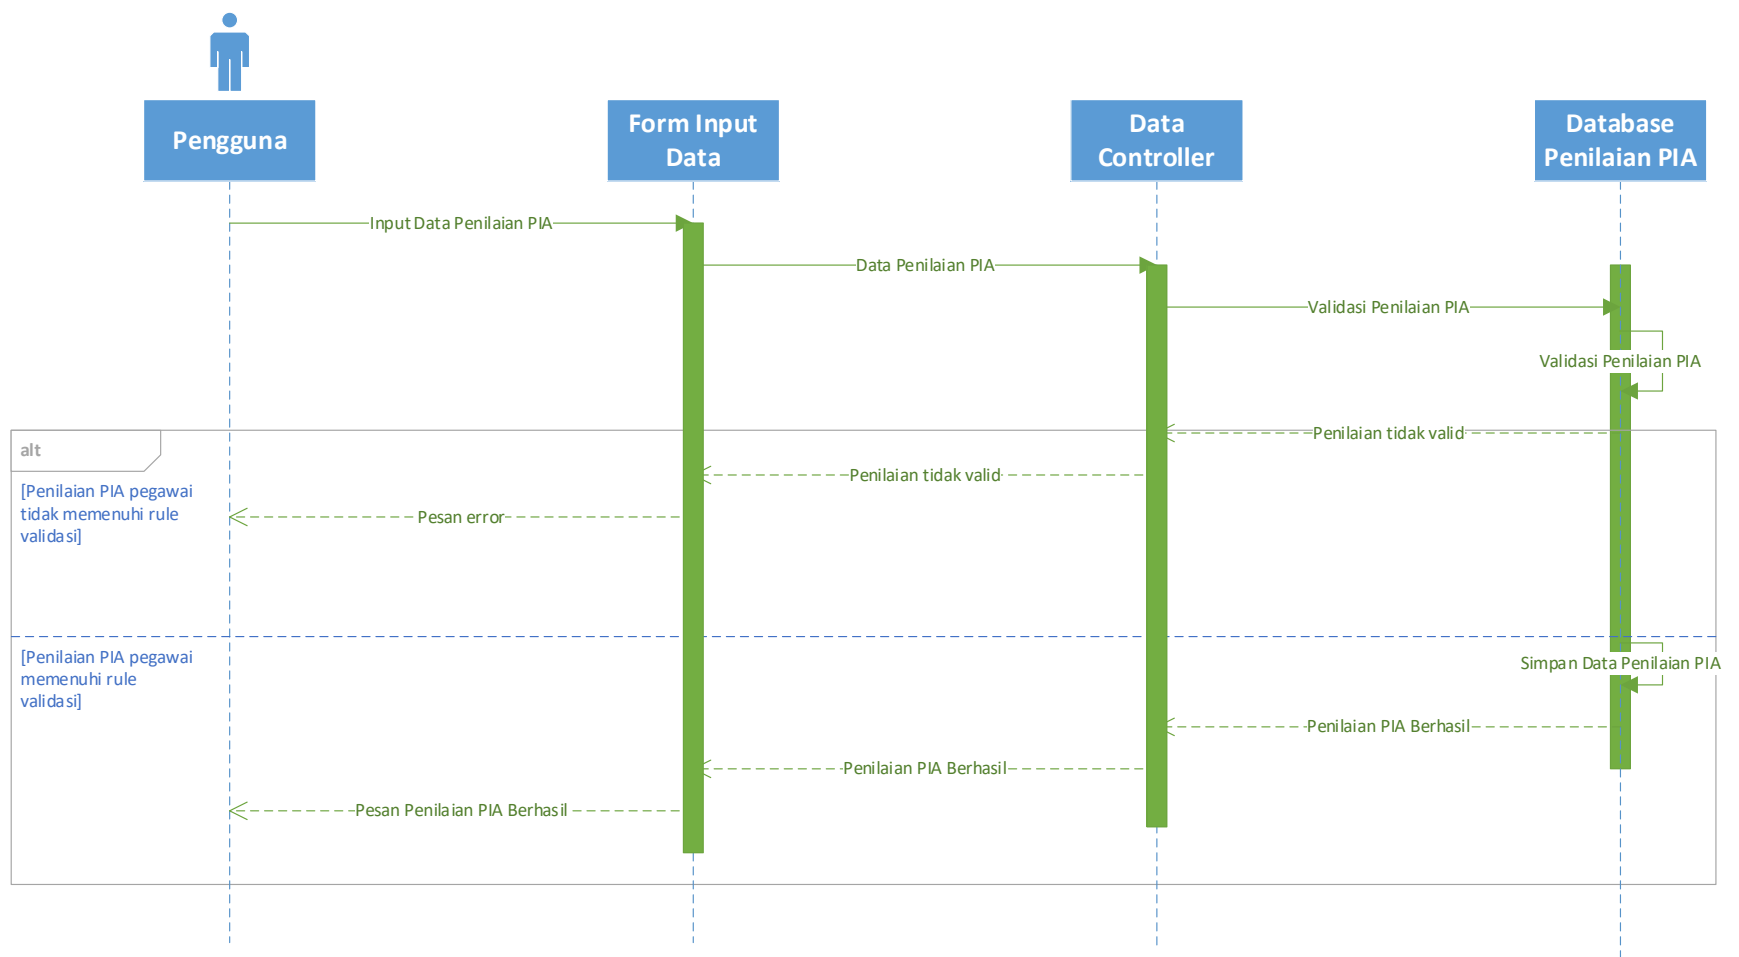 Pengguna
Form Input
Data
Data
Controller
Database
Penilaian PIA
Input Data Penilaian PIA
Data Penilaian PIA
Validasi Penilaian PIA
Validasi Penilaian PIA
Penilaian tidak valid
alt
Penilaian tidak valid
[Penilaian PIA pegawai
tidak memenuhi rule
validasi]
Pesan error
[Penilaian PIA pegawai
memenuhi rule
validasi]
Simpan Data Penilaian PIA
Penilaian PIA Berhasil
Penilaian PIA Berhasil
Pesan Penilaian PIA Berhasil